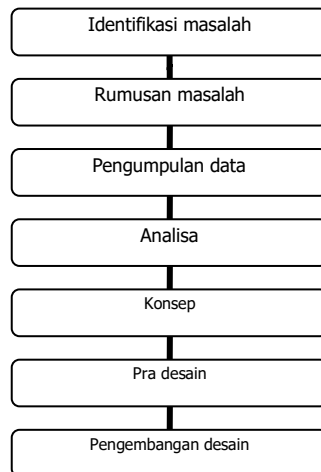 Identifikasi masalah
Rumusan masalah
Pengumpulan data
Analisa
Konsep
Pra desain
Pengembangan desain